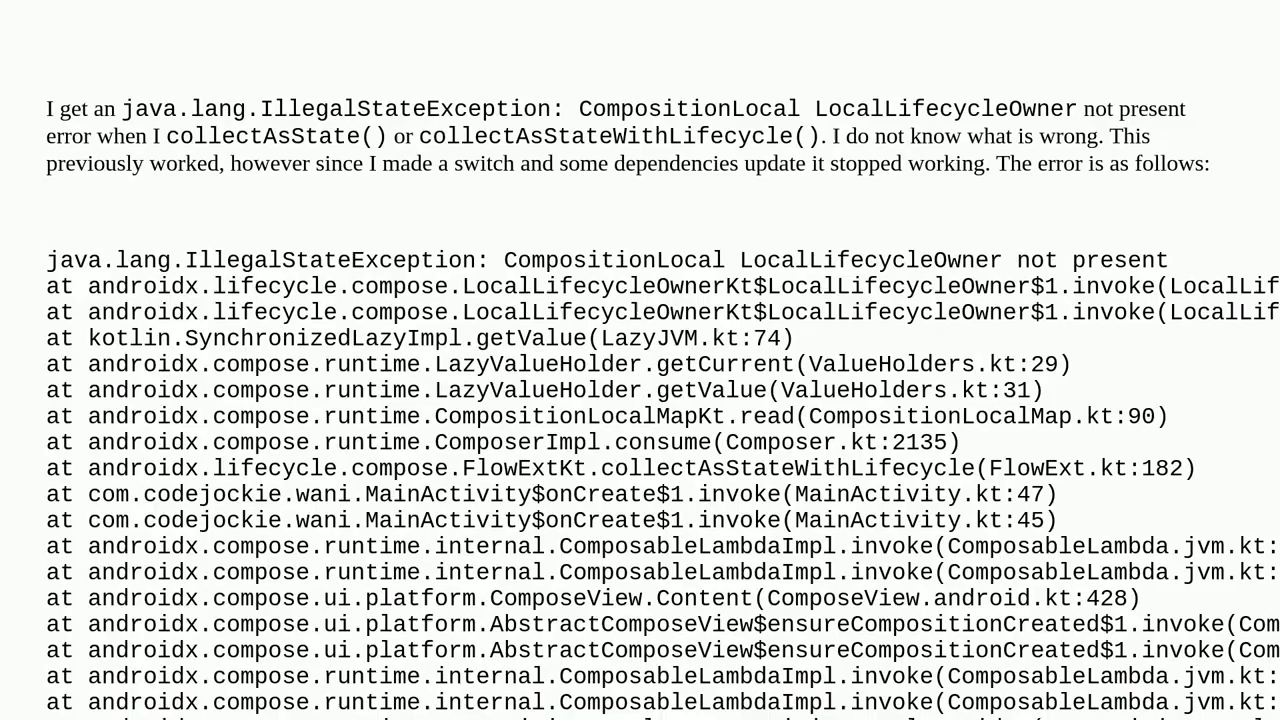 I get an java.lang.IllegalStateException: CompositionLocal LocalLifecycleOwner not present
error when I collectAsState() or collectAsStateWithLifecycle(). I do not know what is wrong. This
previously worked, however since I made a switch and some dependencies update it stopped working. The error is as follows:
java.lang.IllegalStateException: CompositionLocal LocalLifecycleOwner not present
at androidx.lifecycle.compose.LocalLifecycleOwnerKt$LocalLifecycleOwner$1.invoke(LocalLif
at androidx.lifecycle.compose.LocalLifecycleOwnerKt$LocalLifecycleOwner$1.invoke(LocalLif
at kotlin.SynchronizedLazyImpl.getValue(LazyJVM.kt:74)
at androidx.compose.runtime.LazyValueHolder.getCurrent(ValueHolders.kt:29)
at androidx.compose.runtime.LazyValueHolder.getValue(ValueHolders.kt:31)
at androidx.compose.runtime.CompositionLocalMapKt.read(CompositionLocalMap.kt:90)
at androidx.compose.runtime.ComposerImpl.consume(Composer.kt:2135)
at androidx.lifecycle.compose.FlowExtKt.collectAsStateWithLifecycle(FlowExt.kt:182)
at com.codejockie.wani.MainActivity$onCreate$1.invoke(MainActivity.kt:47)
at com.codejockie.wani.MainActivity$onCreate$1.invoke(MainActivity.kt:45)
at androidx.compose.runtime.internal.ComposableLambdaImpl.invoke(ComposableLambda.jvm.kt:
at androidx.compose.runtime.internal.ComposableLambdaImpl.invoke(ComposableLambda.jvm.kt:
at androidx.compose.ui.platform.ComposeView.Content(ComposeView.android.kt:428)
at androidx.compose.ui.platform.AbstractComposeView$ensureCompositionCreated$1.invoke(Com
at androidx.compose.ui.platform.AbstractComposeView$ensureCompositionCreated$1.invoke(Com
at androidx.compose.runtime.internal.ComposableLambdaImpl.invoke(ComposableLambda.jvm.kt:
at androidx.compose.runtime.internal.ComposableLambdaImpl.invoke(ComposableLambda.jvm.kt: